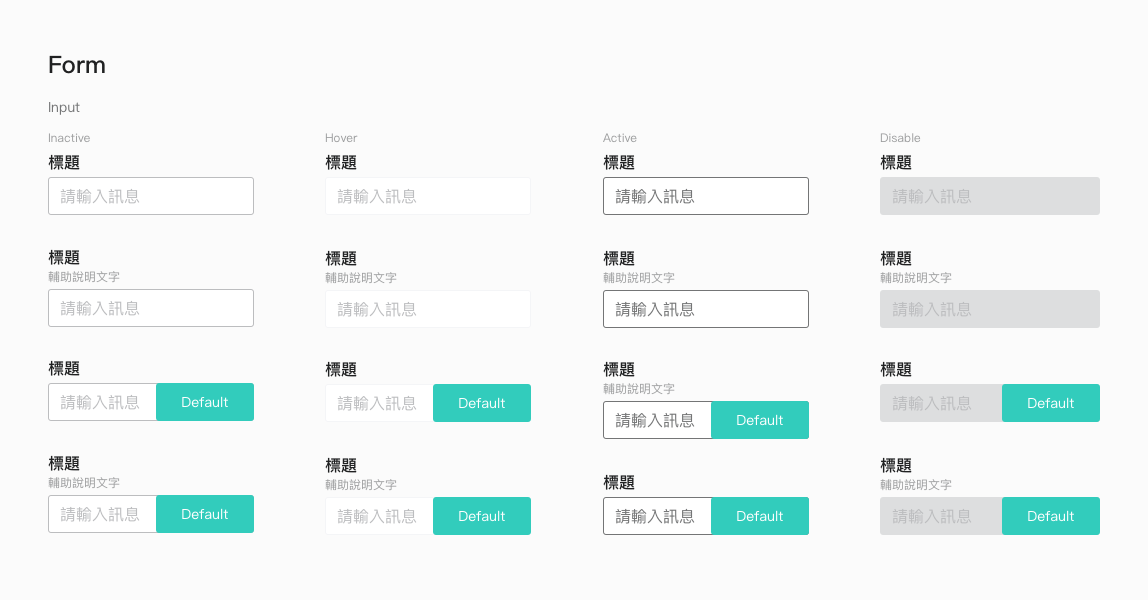 Form
Input
Inactive
標題
請輸入訊息
標題
輔助說明文字
請輸入訊息
標題
請輸入訊息 Default
標題
輔助說明文字
請輸入訊息 Default
Hover
標題
請輸入訊息
標題
輔助說明文字
請輸入訊息
標題
請輸入訊息 Default
標題
輔助說明文字
請輸入訊息 Default
Active
標題
請輸入訊息
標題
輔助說明文字
請輸入訊息
標題
輔助說明文字
請輸入訊息 Default
標題
請輸入訊息 Default
Disable
標題
請輸入訊息
標題
輔助說明文字
請輸入訊息
標題
請輸入訊息 Default
標題
輔助說明文字
請輸入訊息 Default